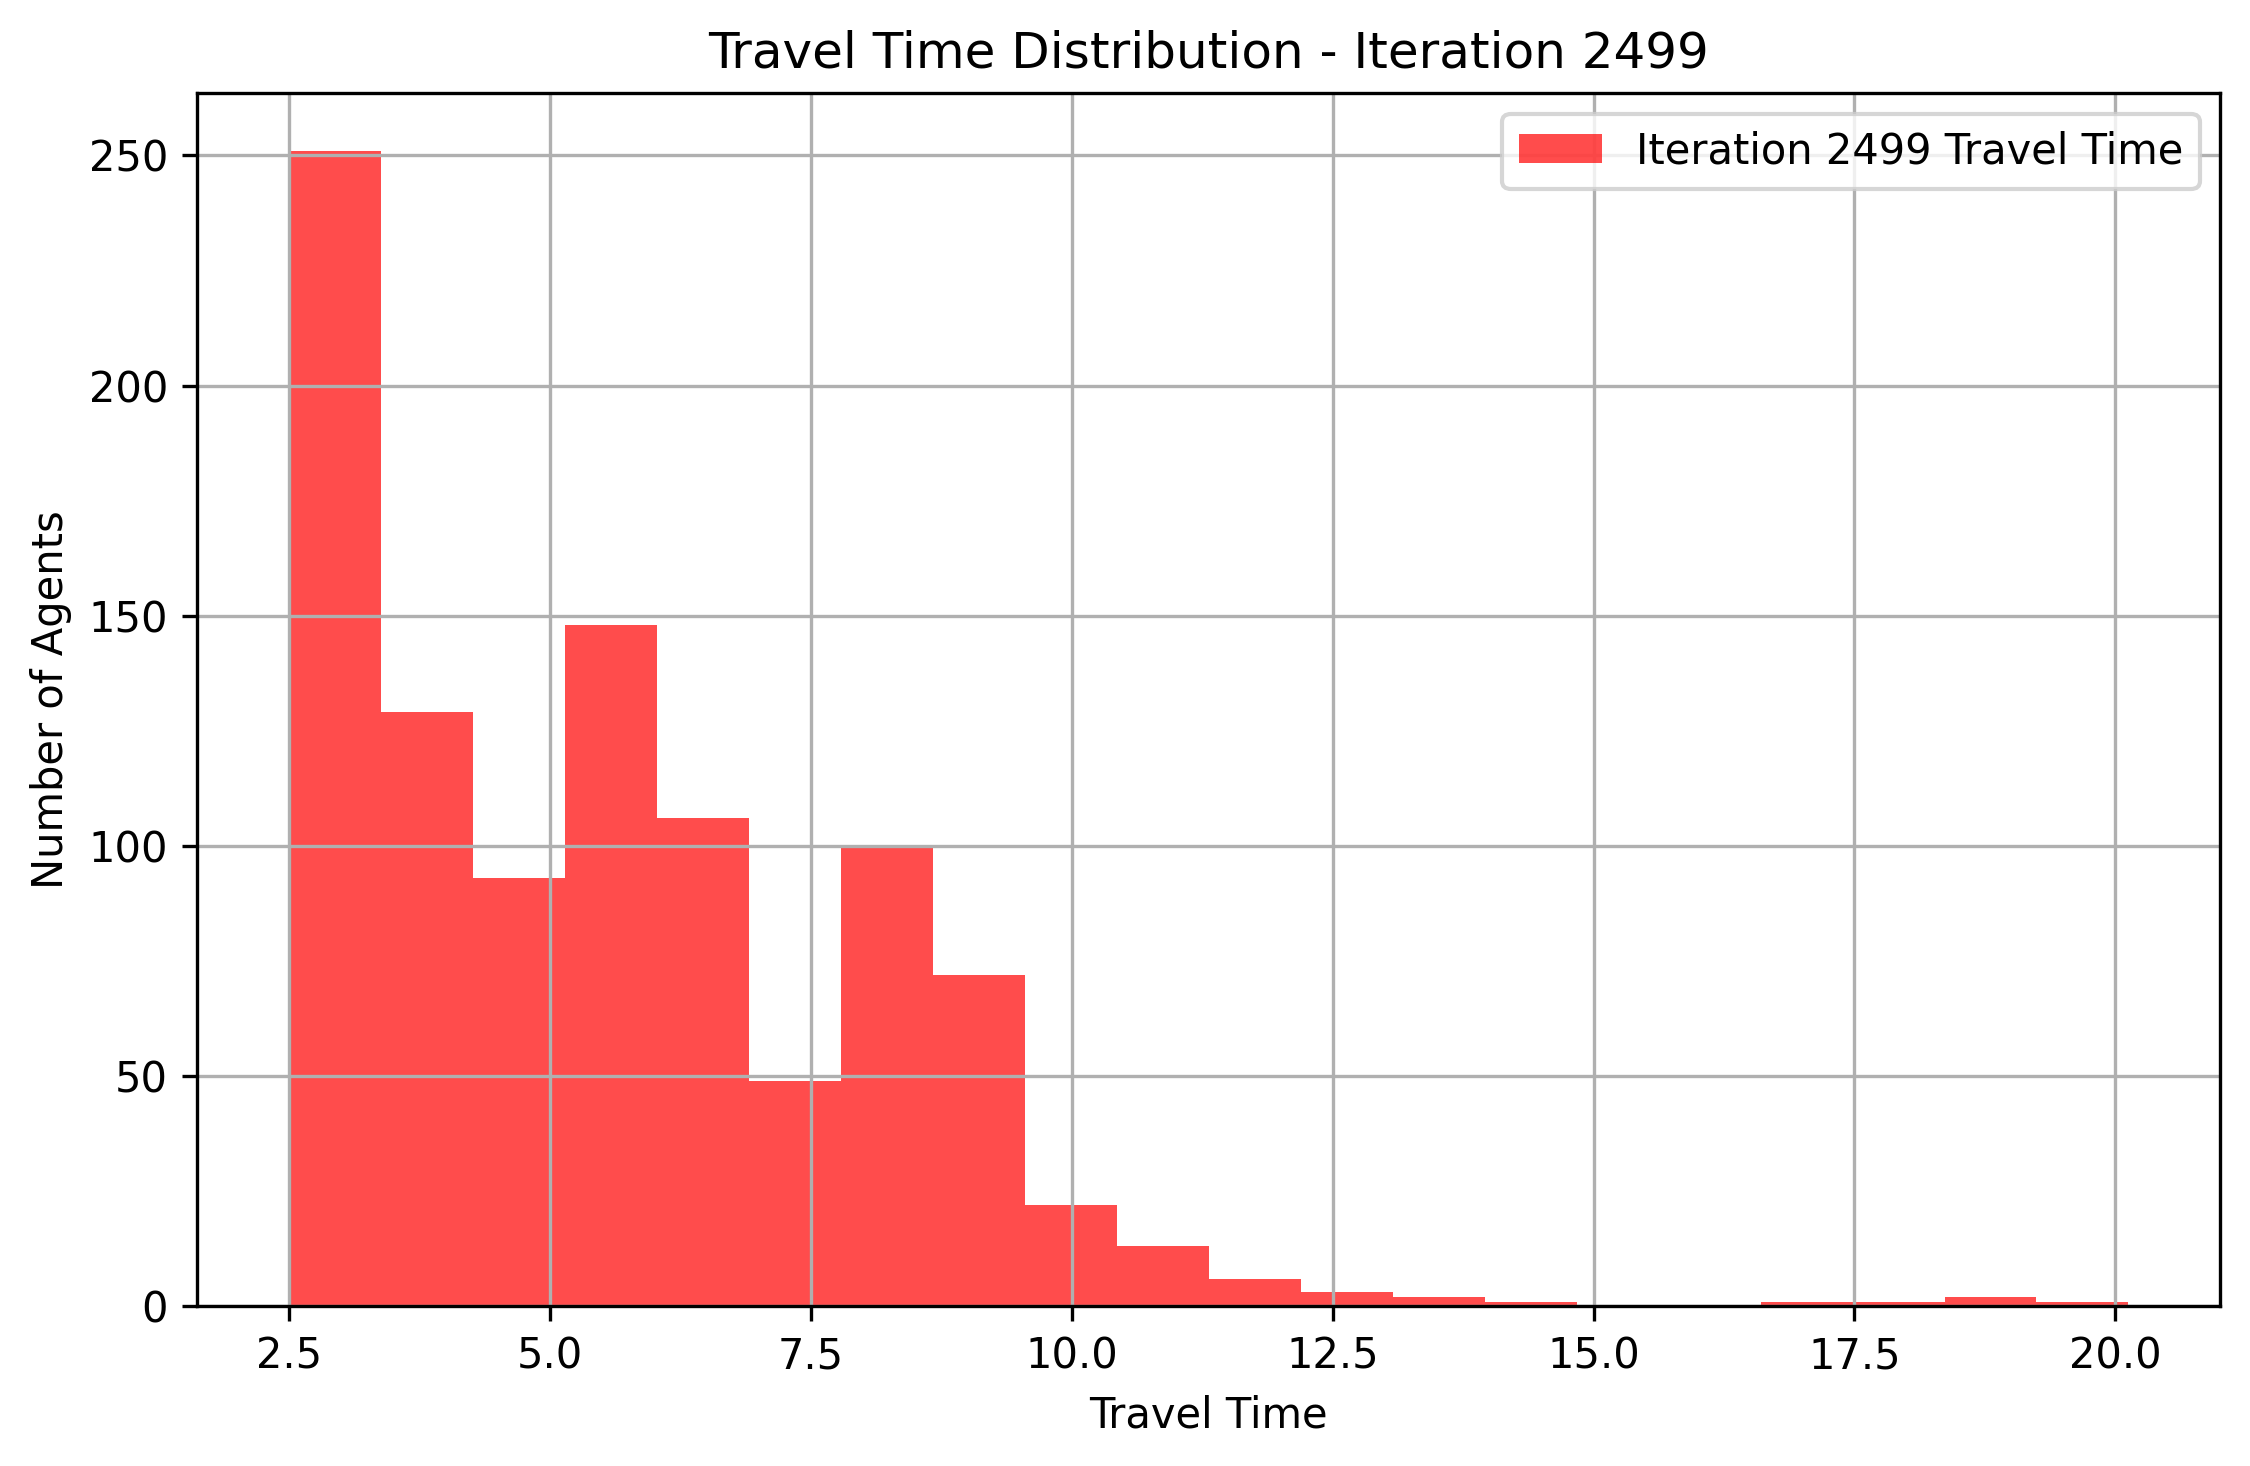 Travel Time Distribution - Iteration 2499
Iteration 2499 Travel Time
Number of Agents
250
200
150
100
50
0
2.5 5.0 7.5 10.0 12.5 15.0 17.5 20.0
Travel Time